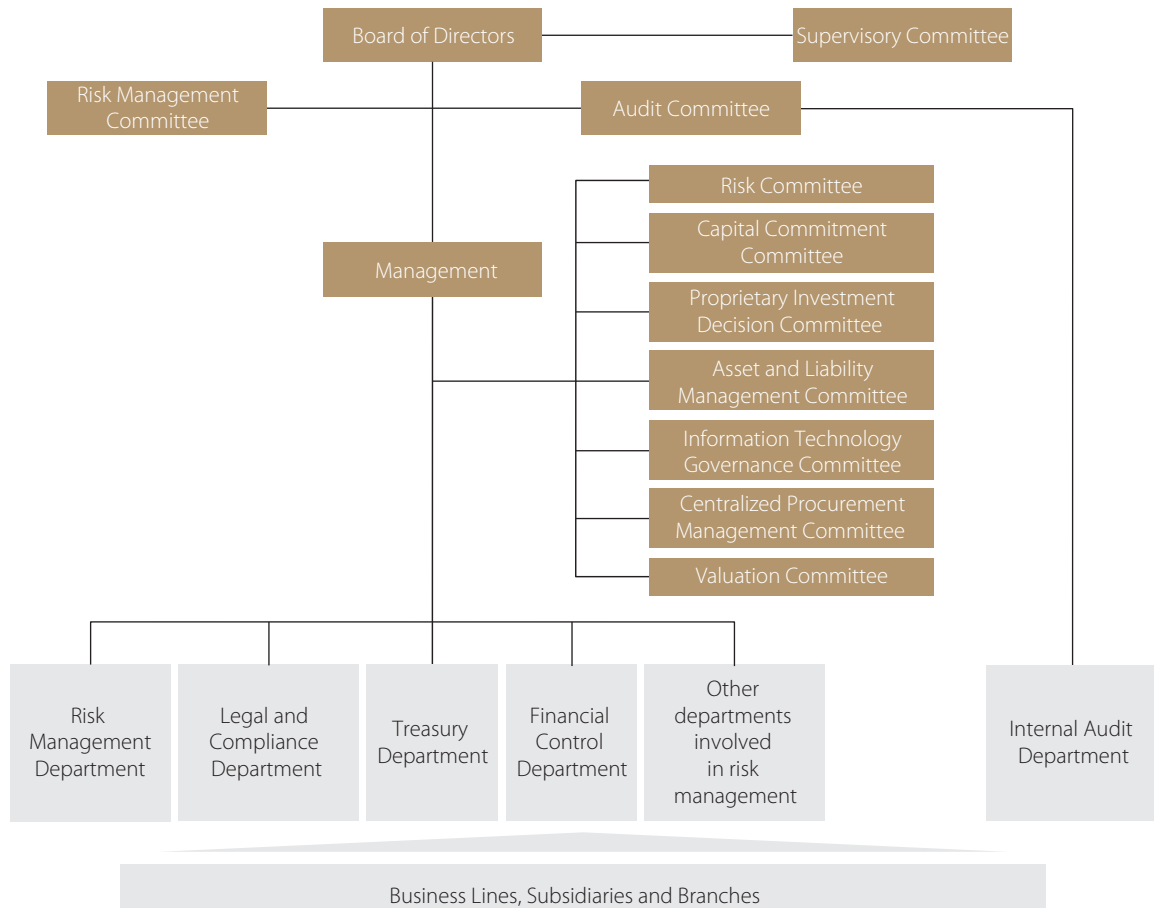 Board of Directors
Supervisory Committee
Risk Management
Committee
Audit Committee
Risk Committee
Capital Commitment
Committee
Management
Proprietary Investment
Decision Committee
Asset and Liability
Management Committee
Information Technology
Governance Committee
Centralized Procurement
Management Committee
Valuation Committee
Risk
Management
Department
Legal and
Compliance
Department
Treasury
Department
Financial
Control
Department
Other
departments
involved
in risk
management
Internal Audit
Department
Business Lines, Subsidiaries and Branches